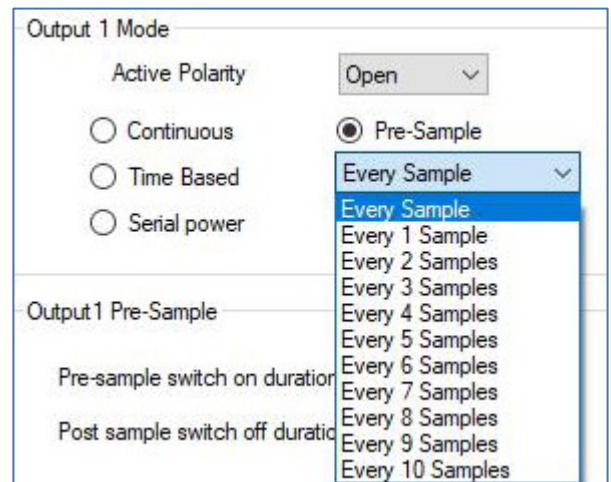 Output 1 Mode
Active Polarity
Open
Continuous
Pre-Sample
Time Based
Every Sample
Serial power
Every Sample
Every 1 Sample
Every 2 Samples
Every 3 Samples
Every 4 Samples
Every 5 Samples
Every 6 Samples
Every 7 Samples
Every 8 Samples
Every 9 Samples
Every 10 Samples
Output1 Pre-Sample
Pre-sample switch on duration
Post sample switch off duratio